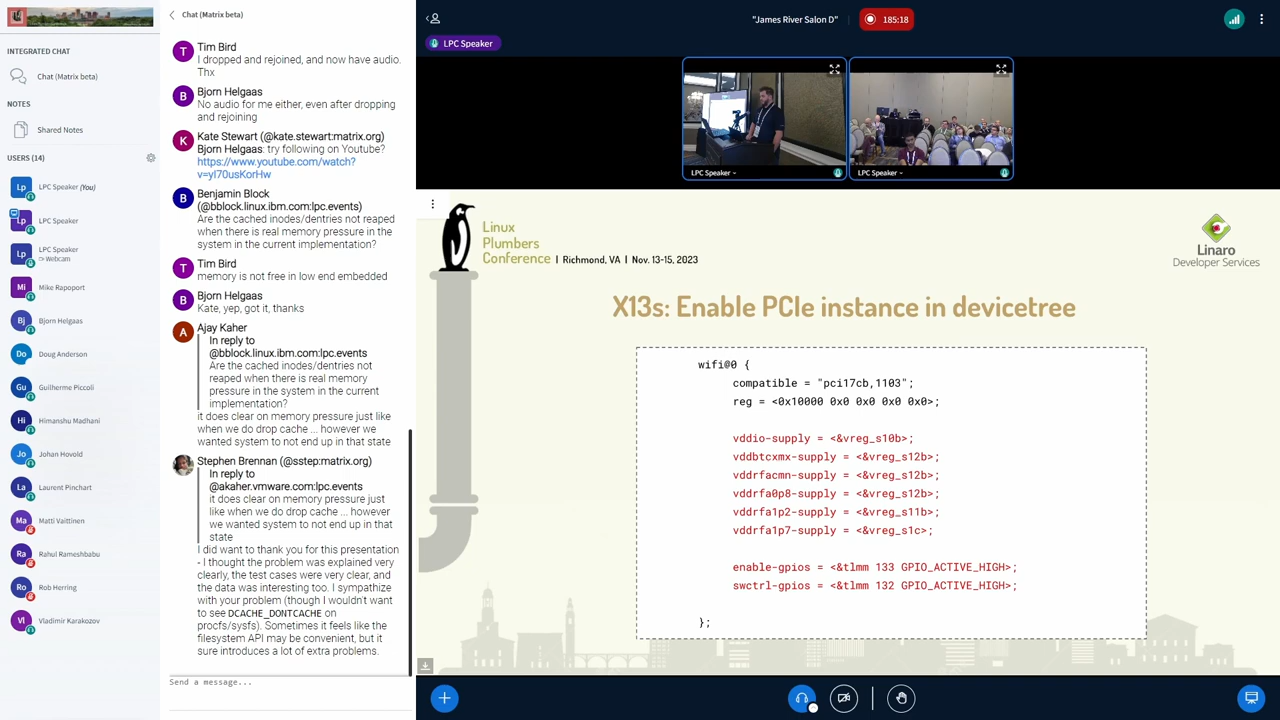 INTEGRATED CHAT
Chat (Matrix beta)
NOTES
Shared Notes
USERS (14)
Lp LPC Speaker (You)
Lp LPC Speaker
Lp LPC Speaker
Webcam
Mi Mike Rapoport
Bj Bjorn Helgaas
Do Doug Anderson
Gu Guilherme Piccoli
Hi Himanshu Madhani
Jo Johan Hovold
La Laurent Pinchart
Ma Matti Vaittinen
Ra Rahul Rameshbabu
Ro Rob Herring
Vl Vladimir Karakozov
Chat (Matrix beta)
T Tim Bird
I dropped and rejoined, and now have audio.
Thx
B Bjorn Helgaas
No audio for me either, even after dropping
and rejoining
K Kate Stewart (@kate.stewart:matrix.org)
Bjorn Helgaas: try following on Youtube?
https://www.youtube.com/watch?
v=yI70usKorHw
B Benjamin Block
(@bblock.linux.ibm.com:lpc.events)
Are the cached inodes/dentries not reaped
when there is real memory pressure in the
system in the current implementation?
T Tim Bird
memory is not free in low end embedded
B Bjorn Helgaas
Kate, yep, got it, thanks
A Ajay Kaher
In reply to
@bblock.linux.ibm.com:lpc.events
Are the cached inodes/dentries not
reaped when there is real memory
pressure in the system in the current
implementation?
it does clear on memory pressure just like
when we do drop cache ... however we
wanted system to not end up in that state
Stephen Brennan (@sstep:matrix.org)
In reply to
@akaher.vmware.com:lpc.events
it does clear on memory pressure just
like when we do drop cache ... however
we wanted system to not end up in that
state
I did want to thank you for this presentation
- I thought the problem was explained very
clearly, the test cases were very clear, and
the data was interesting too. I sympathize
with your problem (though I wouldn't want
to see DCACHE_DONTCACHE on
procfs/sysfs). Sometimes it feels like the
filesystem API may be convenient, but it
sure introduces a lot of extra problems.
Send a message...
"James River Salon D"
185:18
LPC Speaker
LPC Speaker
LPC Speaker
Linux
Plumbers
Conference | Richmond, VA | Nov. 13-15, 2023
Linaro
Developer Services
X13s: Enable PCIe instance in devicetree
wifi@0 {
compatible = "pci17cb,1103";
reg = <0x10000 0x0 0x0 0x0 0x0>;
vddio-supply = <&vreg_s10b>;
vddbtcxmx-supply = <&vreg_s12b>;
vddrfacmn-supply = <&vreg_s12b>;
vddrfa0p8-supply = <&vreg_s12b>;
vddrfa1p2-supply = <&vreg_s11b>;
vddrfa1p7-supply = <&vreg_s1c>;
enable-gpios = <&tlmm 133 GPIO_ACTIVE_HIGH>;
swctrl-gpios = <&tlmm 132 GPIO_ACTIVE_HIGH>;
};